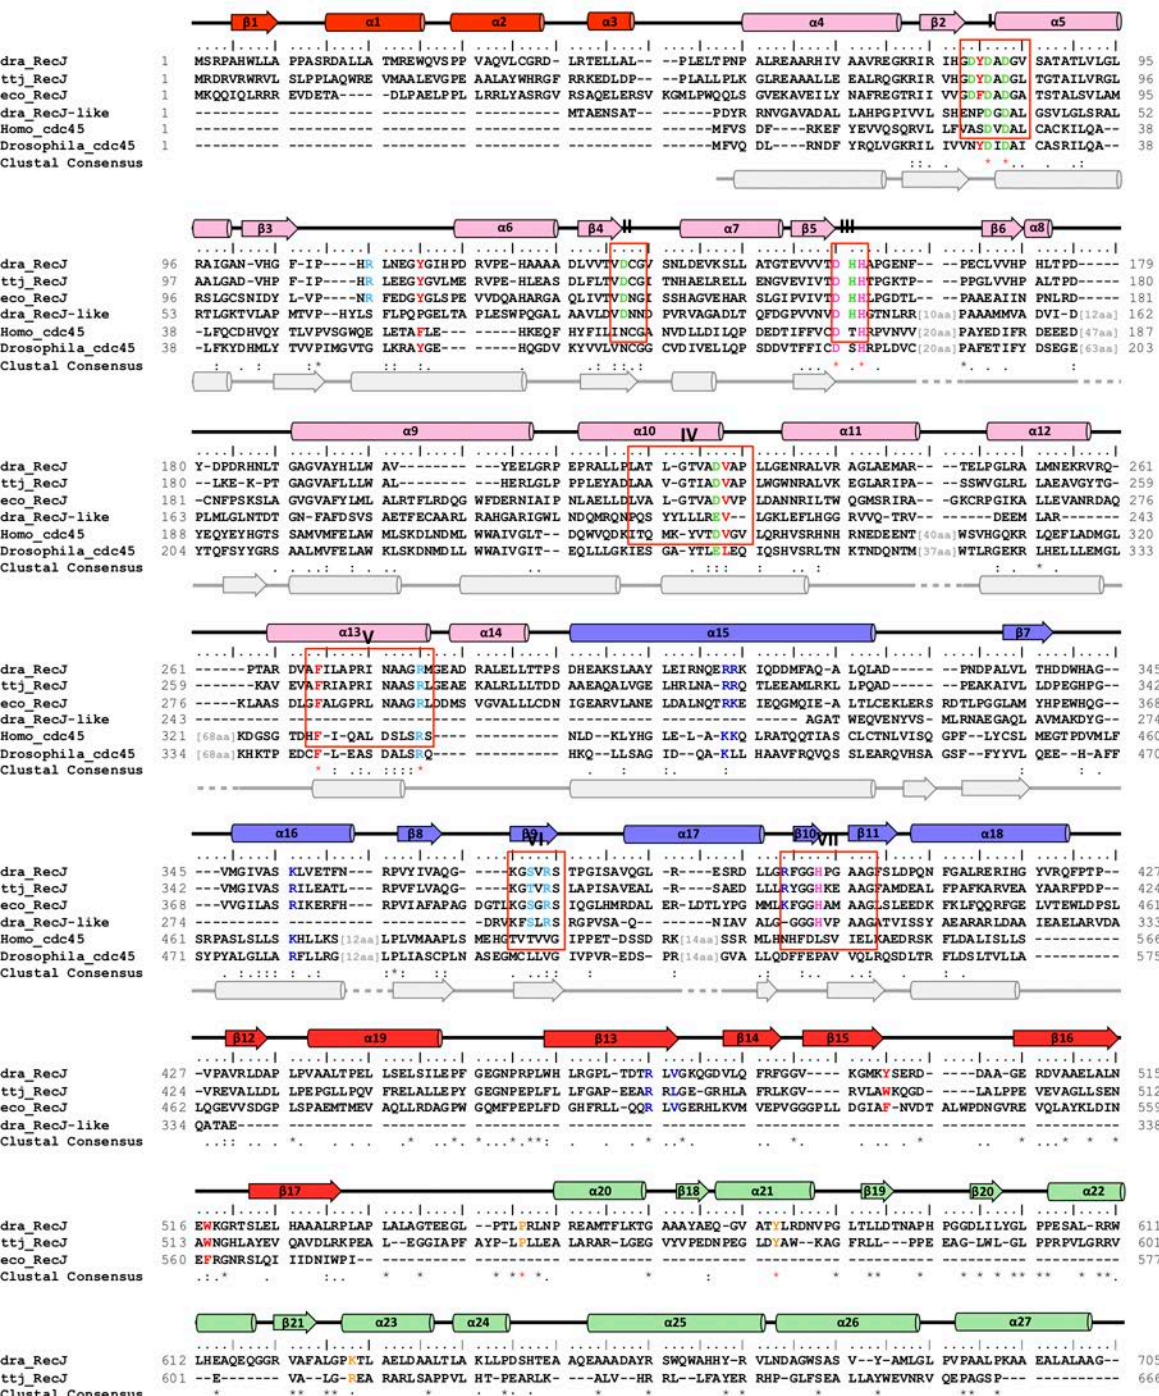 β1 α1 α2 α3 α4 β2 I α5
dra_RecJ 1 MSRPAHWLLA PPASRDALLA TMREWQVSPP VAQVLCGRD- LRTELLAL-- PLELTPNP ALREAARHIV AAVREGKRIR IHGDYDADGV SATATLVLGL 95
ttj_RecJ 1 MRDRVRWRVL SLPPLAQWRE VMAALEVGPE AALAYWHRGF RRKEDLDP-- PLALLPLK GLREAAALLE EALRQGKRIR VHGDYDADGL TGTAILVRGL 96
eco_RecJ 1 MKQQIQLRRR EVDETA---- DLPAELPPL LRRLYASRGV RSAQELERSV KGMLPWQQLS GVEKAVEILY NAFREGTRII VVGDFDADGA TSTALSVLAM 95
dra_RecJ-like 1 MTAENSAT-- PDYR RNVGAVADAL LAHPGPIVVL SHENPDGDAL GSVLGLSRAL 52
Homo_cdc45 1 MFVS DF---RKEF YEVVQSQRVL LFVASDVDAL CACKILQA-- 38
Drosophila_cdc45 1 MFVQ DL---RNDF YRQLVGKRIL IVVNYDIDAI CASRILQA-- 38
Clustal Consensus
β3 α6 β4 II α7 β5 III β6 α8
dra_RecJ 96 RAIGAN-VHG F-IP----HR LNEGYGIHPD RVPE-HAAAA DLVVTVDCGV SNLDEVKSLL ATGTEVVVTD HHAPGENF-- --PECLVVHP HLTPD----- 179
ttj_RecJ 97 AALGAD-VHP F-IP----HR LEEGYGVLME RVPE-HLEAS DLFLTVDCGI TNHAELREL LENGVEVIVTD HHTPGKTP-- --PPGLVVHP ALTPD----- 180
eco_RecJ 96 RSLGCSNIDY L-VP----NR FEDGYGLSPE VVDQAHARGA QLIVTVDNGI SSHAGVEHAR SLGIPVIVTD HHLPGDTL-- --PAAEAIIN PNLRD----- 181
dra_RecJ-like 53 RTLGKTVLAP MTVP--HYLS FLPQPGELTA PLESWPQGAL AAVLDVDNND PVRVAGADLT QFDGPVVNVD HHGTNLRR[10aa]PAAAMMVA DVI-D[12aa] 162
Homo_cdc45 38 -LFQCDHVQY TLVPVSGWQE LETAFLE--- ---HKEQF HYFILINCGA NVDLLDILQP DEDTIFFVCD THRPVNVV[20aa]PAYEDIFR DEEED[47aa] 187
Drosophila_cdc45 38 -LFKYDHMLY TVVPIMGVTG LKRAYGE--- ---HQGDV KYVVLVNCGG CVDIVELLQP SDDVTFFICD SHRPLDVC[20aa]PAFETIFY DSEGE[63aa] 203
Clustal Consensus
α9 α10 IV α11 α12
dra_RecJ 180 Y-DPDRHNLT GAGVAYHLLW AV-------- --YEELGRP EPRALLPLAT L-GTVADVAP LLGENRALVR AGLAEMAR-- --TELPGLRA LMNEKRVRQ- 261
ttj_RecJ 180 --LKE-K-PT GAGVAFLLLW AL-------- --HERLGLP PPLEYADLAA V-GTIADVAP LWGWNRALVK EGLARIPA-- --SSWVGLRL LAEAVGYTG- 259
eco_RecJ 181 -CNFPSKSLA GVGVAFYLML ALRTFLRDQG WFDERNIAIP NLAELLDLVA L-GTVADVVP LDANNRILTW QGMSRIRA-- -GKCRPGIKA LLEVANRDAQ 276
dra_RecJ-like 163 PLMLGLNTDT GN-FAFDSVS AETFECAARL RAHGARIGWL NDQMRQNPQS YYLLLREV-- LGKLEFLHGG RVVQ-TRV-- ----DEEM LAR------- 243
Homo_cdc45 188 YEQYEYHGTS SAMVMFELAW MLSKDLNDML WWAIVGLT-- DQWVQDKITQ MK-YVTDVGV LQRHVSRHNH RNEDEENT[40aa]WSVHGQKR LQEFLADMGL 320
Drosophila_cdc45 204 YTQFSYYGRS AALMVFELAW MLSKDNDMLL WWAIVGIT-- EQLLLGKIES GA-YTLELEQ IQSHVSRLTN KTNDQNTM[37aa]WTLRGEKR LHELLLEMGL 333
Clustal Consensus
α13 V α14 α15 β7
dra_RecJ 261 ------PTAR DVAFILAPRI NAAGRMGEAD RALELLTTPS DHEAKSLAAY LEIRNQERRK IQDDMFAQ-A LQLAD----- --PNDPALVL THDDWHAG-- 345
ttj_RecJ 259 -------KAV EVAFRIAPRI NAASRLGEAE KALRLLLTDD AAEAQALVGE LHRLNA-RRQ TLEEAMLRKL LPQAD----- --PEAKAIVL LDPEGHPG-- 342
eco_RecJ 276 -----KLAAS DLGFALGPRL NAAGRLDDMS VGVALLLCDN IGEARVLANE LDALNQTRKE IEQGMQIE-A LTLCEKLERS RDTLPGGLAM YHPEWHQG-- 368
dra_RecJ-like 243 AGAT WEQVENYVS- MLRNAEGAQL AVMAKDYG-- 274
Homo_cdc45 321 [68aa]KDGSG TDHF-I-QAL DSLSRS---- ----NLD--KLYHG LE-L-AKKQ LRATQQTIAS CLCTNLVISQ GPF--LYCSL MEGTPDVMLF 460
Drosophila_cdc45 334 [68aa]KHKTP EDCFL-EAS DALSRQ---- ----HKQ--LLSAG ID--QA-KLL HAAVFRVQQS SLEARQVHSA GSF--FYYVL QEE--H-AFF 470
Clustal Consensus
α16 β8 β9 VI α17 β10 VII β11 α18
dra_RecJ 345 --VMGIVAS KLVETFN--- RPVYIVAQG- ---KGSVRS TPGISAVQGL -R---ESRD LLGRFGGHPG AAGFSLDPQN FGALRERIHG YVRQFPTP-- 427
ttj_RecJ 342 --VMGIVAS RILEATL--- RPVFLVAQG- ---KGTVRS LAPISAVEAL -R---SAED LLLRYGGHKE AAGFAMDEAL FPAFKARVEA YAARFPDP-- 424
eco_RecJ 368 --VVGILAS RIKERFH--- RPVIAFAPAG DGTLKGSGRS IQGLHMRDAL ER-LDTLYPG MMLKFGGHAM AAGLSLEEDK FKLFQQRFGE LVTEWLDPSL 461
dra_RecJ-like 274 ---DRVKFSLRS RGPVSA-Q-- ---NIAV ALG-GGGHVP AAGATVISSY AEARARLDAA IEAELARVDA 333
Homo_cdc45 461 SRPASLSLLS KHLLKS[12aa]LPLVMAAPLS MEHGTVTVVG IPPET-DSSD RK[14aa]SSR MLHNHFDLSV IELKAEDRSK FLDALISLLS ---------- 566
Drosophila_cdc45 471 SYPYALGLLA RFLLRG[12aa]LPLIASCPLN ASEGMCLLVG IVPVR-EDS- PR[14aa]GVA LLQDFFEPAV VQLRQSDLTR FLDSLTVLLA ---------- 575
Clustal Consensus
β12 α19 β13 β14 β15 β16
dra_RecJ 427 -VPAVRLDAP LPVAALTPEL LSELSILEPF GEGNPRPLWH LRGPL-TDTR LVGKQGDVLQ FRFGGV---- KGMKYSERD- ----DAA-GE RDVAAELALN 515
ttj_RecJ 424 -VREVALLDL LPEPGLLPQV FRELALLEPY GEGNPEPLFL LFGAP-EEAR RLGE-GRHLA FRLKG----- RVLAWKQGD- ----LALPPE VEVAGLLSEN 512
eco_RecJ 462 LQGEVVSDGP LSPAEMTMEV AQLLRDAGPW GQMFPEPLFD GHFRLL-QQR LVGERHLKVM VEPVGGGPLL DGIAF-NVDT ALWPDNGVRE VQLAYKLDIN 559
dra_RecJ-like 334 QATAE----- 338
Clustal Consensus
β17 α20 β18 α21 β19 β20 α22
dra_RecJ 516 EWKGRTSLEL HAAALRPLAP LALAGTEEGL --PTLPRLNP REAMTFLKTG AAAYAEQ-GV ATYLRDNVPG LTLLDTNAPH PGGDLILYGL PPESAL-RRW 611
ttj_RecJ 513 AWNGHLAYEV QAVDLRKPEA L--EGGIAPF AYP-LPLLEA LARAR-LGEG VYVPEDNPEG LDYAW--KAG FRLL---PPE EAG-LWL-GL PPRPVLGRRV 601
eco_RecJ 560 EFRGNRSLQI IIDNIWPI-- 577
Clustal Consensus
β21 α23 α24 α25 α26 α27
dra_RecJ 612 LHEAQEQGGR VAFALGPKTL AELDAALTLA KLLPDSHTEA AQEAAADAYR SWQWAHHY-R VLNDAGWSAS V--Y-AMLGL PVPAALPKAA EALALAAG-- 705
ttj_RecJ 601 --E------- VA--LG-REA RARLSAPPVL HT-PEARLK- ---ALV--HR RL--LFAYER RHP-GLFSEA LLAYWEVNRV QEPAGSP--- ---------- 666
Clustal Consensus